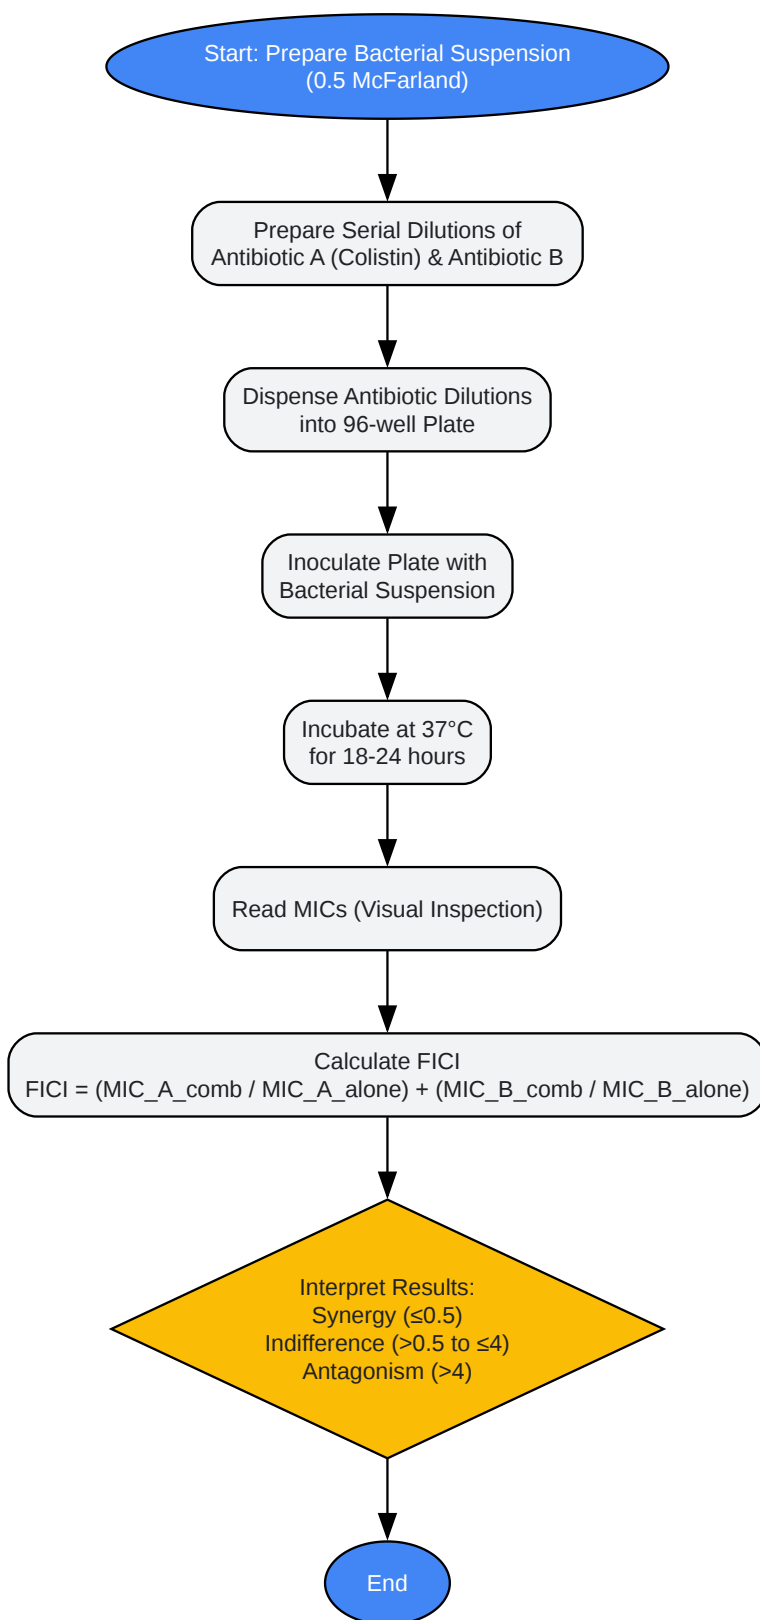 Start: Prepare Bacterial Suspension
(0.5 McFarland)
Prepare Serial Dilutions of
Antibiotic A (Colistin) & Antibiotic B
Dispense Antibiotic Dilutions
into 96-well Plate
Inoculate Plate with
Bacterial Suspension
Incubate at 37°C
for 18-24 hours
Read MICs (Visual Inspection)
Calculate FICI
FICI = (MIC_A_comb / MIC_A_alone) + (MIC_B_comb / MIC_B_alone)
Interpret Results:
Synergy (≤0.5)
Indifference (>0.5 to ≤4)
Antagonism (>4)
End